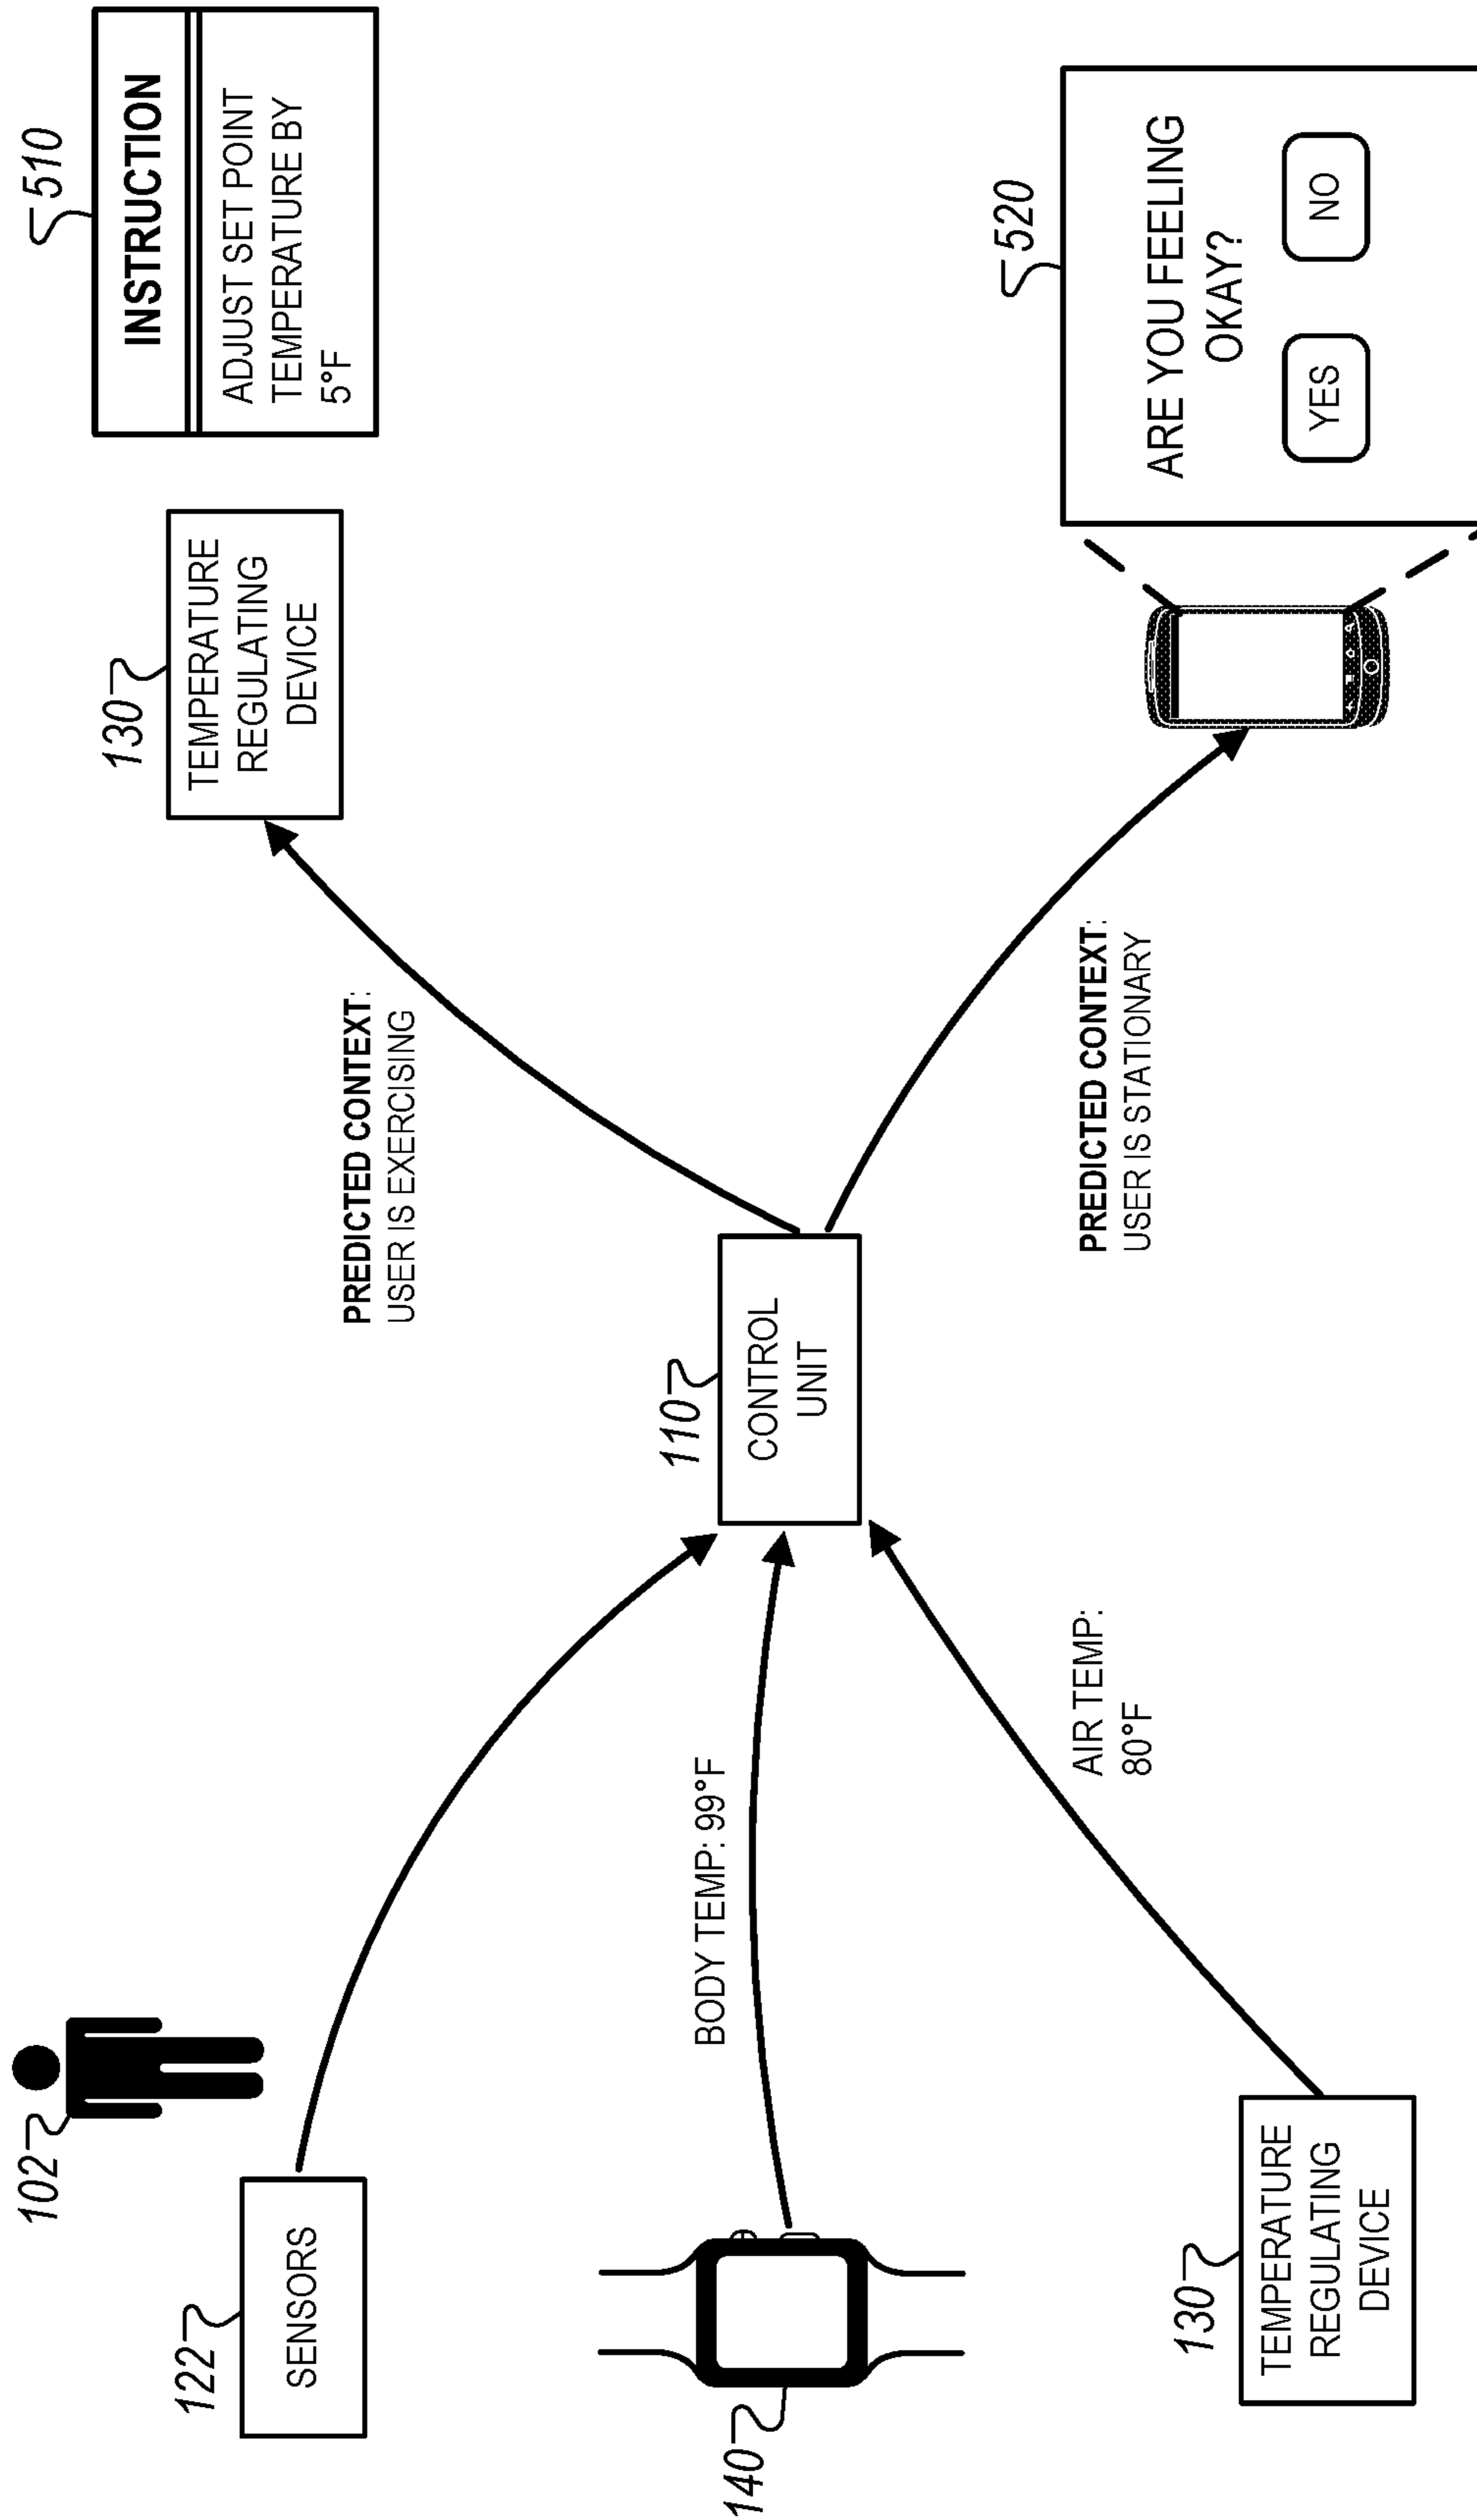 102
122
SENSORS
140
BODY TEMP: 99°F
130
TEMPERATURE
REGULATING
DEVICE
AIR TEMP:
80°F
110
CONTROL
UNIT
PREDICTED CONTEXT:
USER IS EXERCISING
130
TEMPERATURE
REGULATING
DEVICE
510
INSTRUCTION
ADJUST SET POINT
TEMPERATURE BY
5°F
PREDICTED CONTEXT:
USER IS STATIONARY
520
ARE YOU FEELING
OKAY?
YES
NO